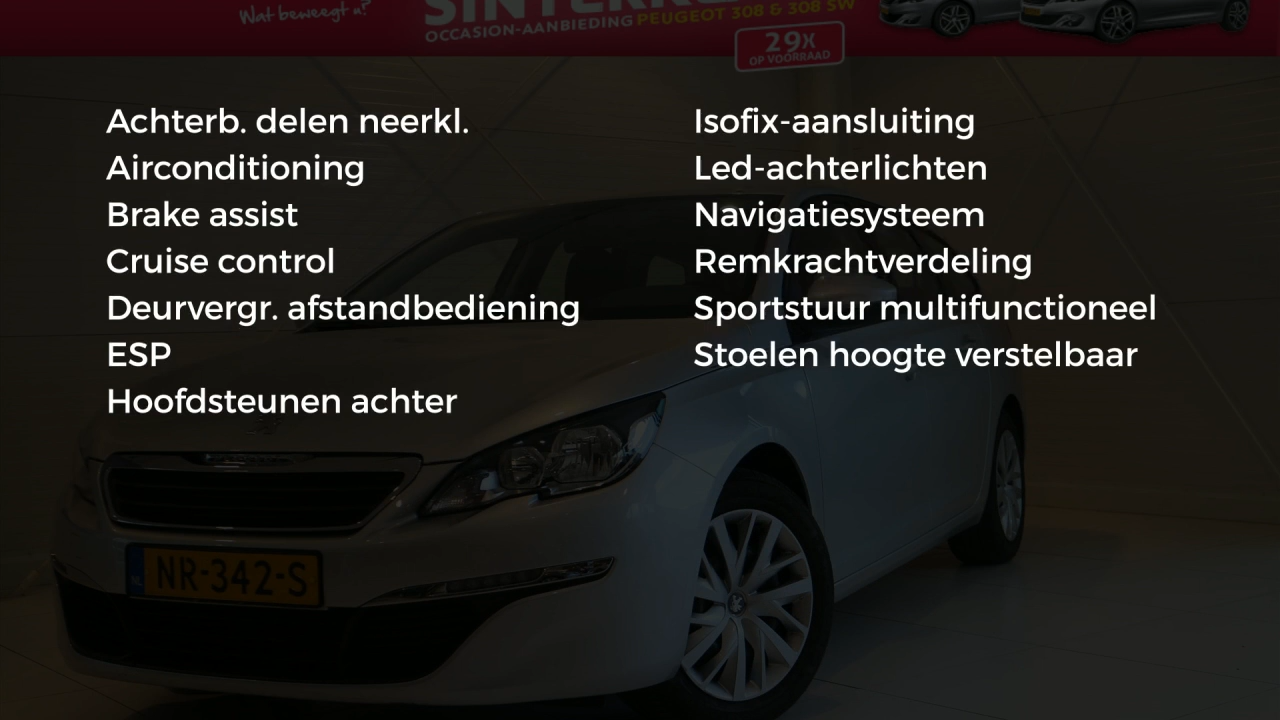 Wat beweegt u?
OCCASION-AANBIEDING PEUGEOT 308 & 308 SW
29X
OP VOORRAAD
Achterb. delen neerkl.
Airconditioning
Brake assist
Cruise control
Deurvergr. afstandbediening
ESP
Hoofdsteunen achter
Isofix-aansluiting
Led-achterlichten
Navigatiesysteem
Remkrachtverdeling
Sportstuur multifunctioneel
Stoelen hoogte verstelbaar
NR-342-S